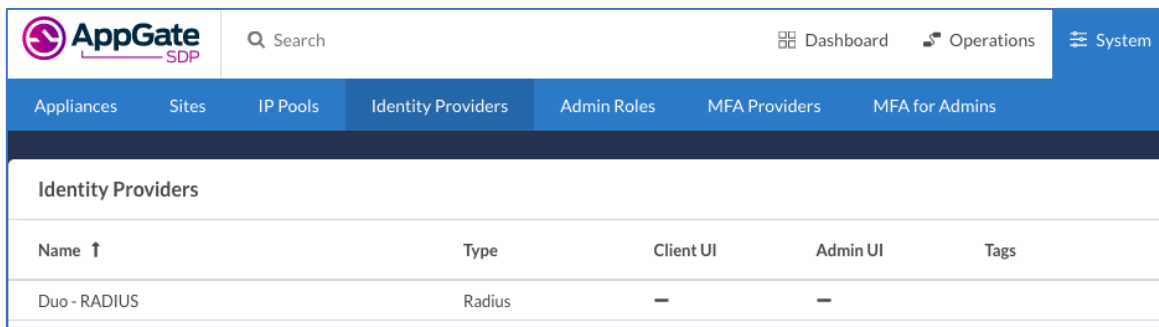 AppGate SDP Search Dashboard Operations System
Appliances Sites IP Pools Identity Providers Admin Roles MFA Providers MFA for Admins
Identity Providers
Name ↑ Type Client UI Admin UI Tags
Duo - RADIUS Radius — —